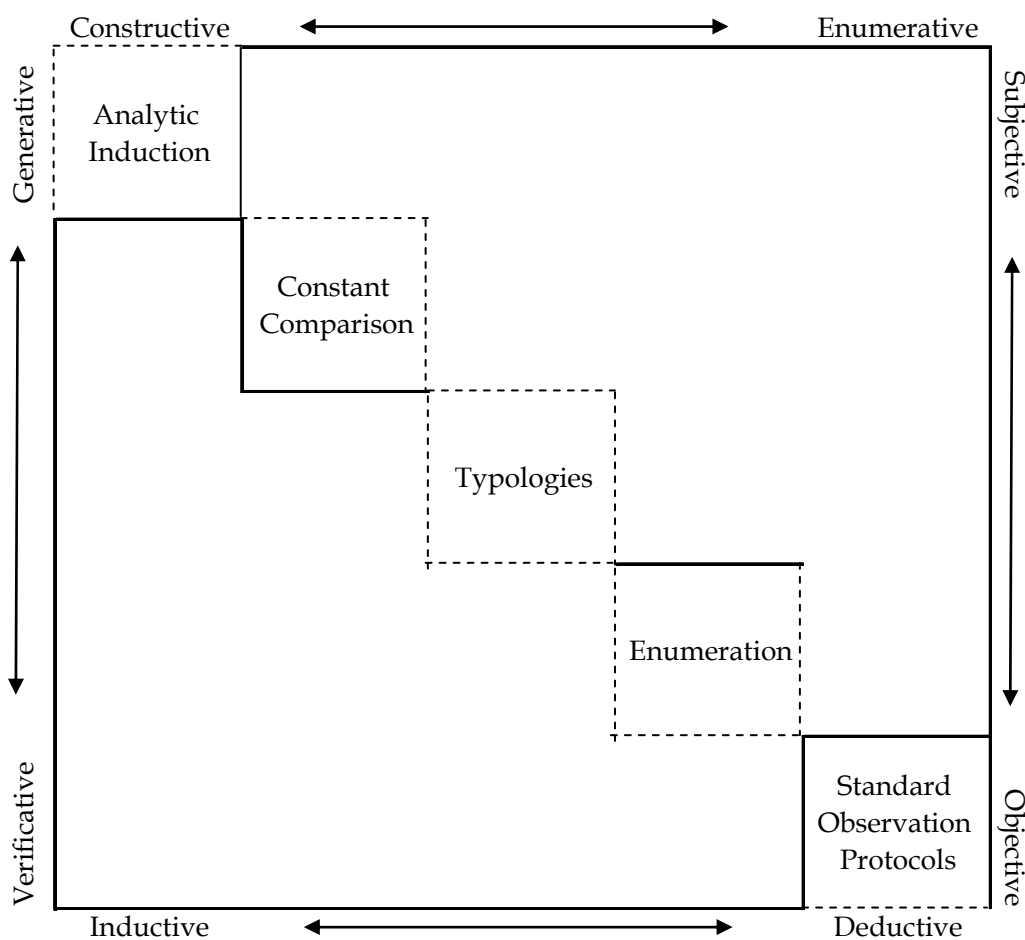 Constructive
Enumerative
Generative
Subjective
Analytic
Induction
Constant
Comparison
Typologies
Enumeration
Verificative
Standard
Observation
Protocols
Objective
Inductive
Deductive